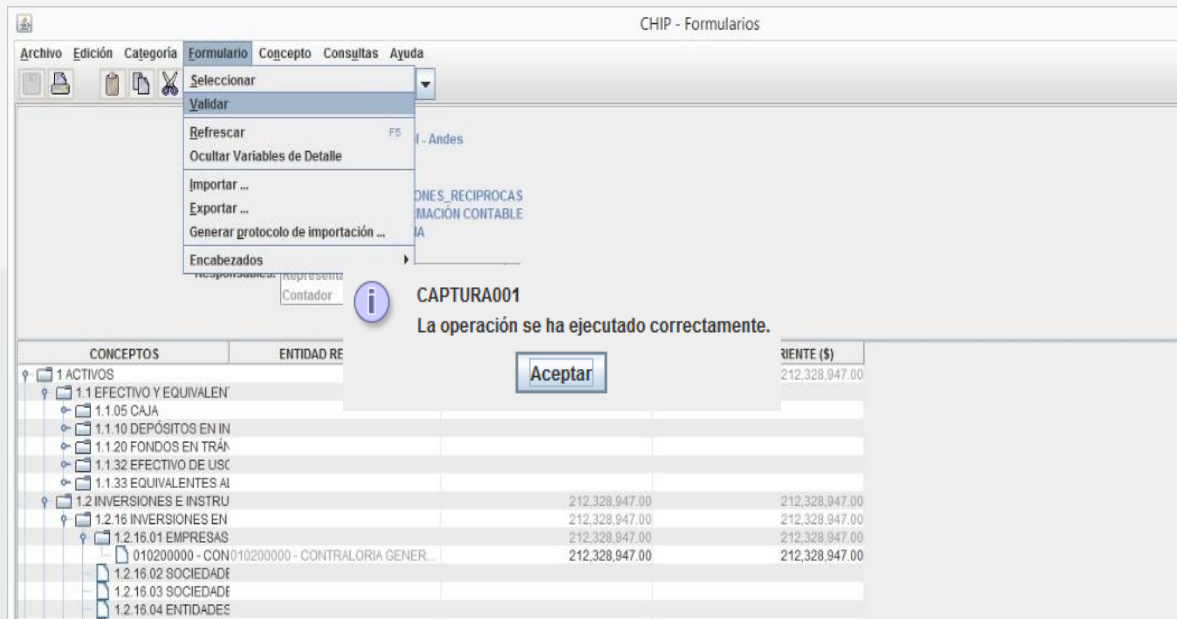 CHIP - Formularios
Archivo Edición Categoría Formulario Concepto Consultas Ayuda
Seleccionar
Validar
Refrescar F5
l - Andes
Ocultar Variables de Detalle
Importar ...
ONES_RECIPROCAS
Exportar ...
MACIÓN CONTABLE
Generar protocolo de importación ...
IA
Encabezados
Responsables: Representa
Contador
CAPTURA001
La operación se ha ejecutado correctamente.
Aceptar
CONCEPTOS ENTIDAD RE RIENTE ($)
1 ACTIVOS 212,328,947.00
1.1 EFECTIVO Y EQUIVALEN
1.1.05 CAJA
1.1.10 DEPÓSITOS EN IN
1.1.20 FONDOS EN TRÁN
1.1.32 EFECTIVO DE USO
1.1.33 EQUIVALENTES AL
1.2 INVERSIONES E INSTRU 212,328,947.00 212,328,947.00
1.2.16 INVERSIONES EN 212,328,947.00 212,328,947.00
1.2.16.01 EMPRESAS 212,328,947.00 212,328,947.00
010200000 - CON 010200000 - CONTRALORIA GENER... 212,328,947.00 212,328,947.00
1.2.16.02 SOCIEDADE
1.2.16.03 SOCIEDADE
1.2.16.04 ENTIDADES